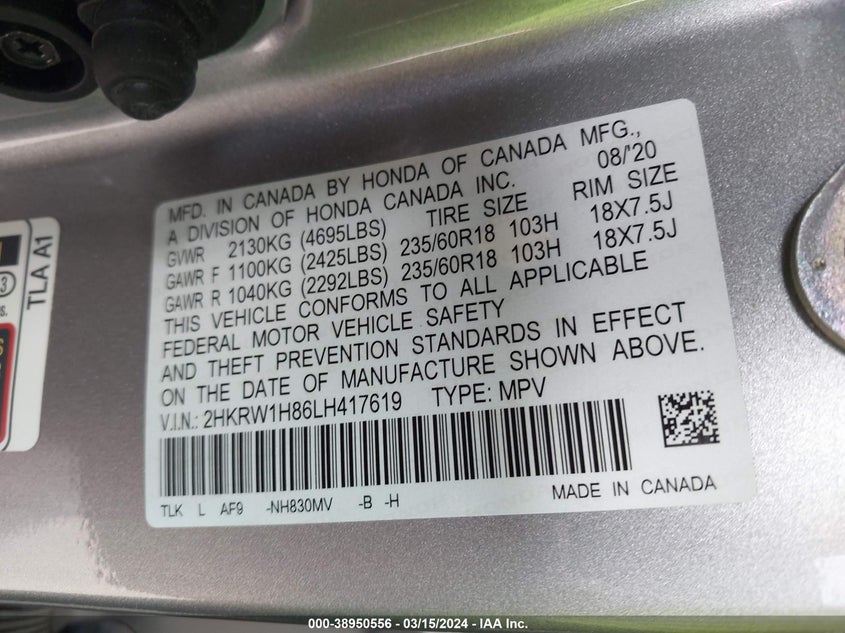 MFD. IN CANADA BY HONDA OF CANADA MFG.,
A DIVISION OF HONDA CANADA INC. 08/'20
GVWR 2130KG (4695LBS) TIRE SIZE RIM SIZE
GAWR F 1100KG (2425LBS) 235/60R18 103H 18X7.5J
GAWR R 1040KG (2292LBS) 235/60R18 103H 18X7.5J
THIS VEHICLE CONFORMS TO ALL APPLICABLE
FEDERAL MOTOR VEHICLE SAFETY
AND THEFT PREVENTION STANDARDS IN EFFECT
ON THE DATE OF MANUFACTURE SHOWN ABOVE.
V.I.N.: 2HKRW1H86LH417619 TYPE: MPV
TLK L AF9 -NH830MV -B -H MADE IN CANADA
TLA A1
3
000-38950556 - 03/15/2024 - IAA Inc.